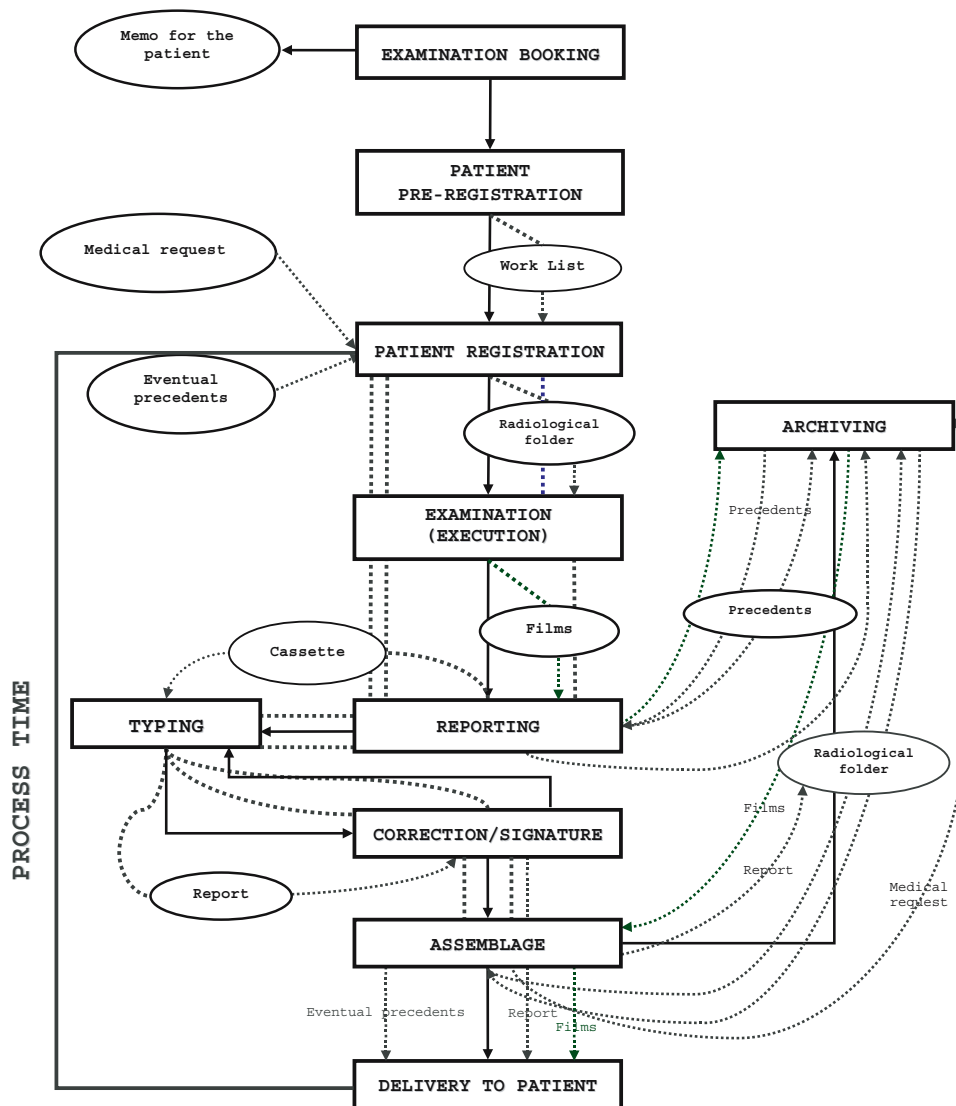 Memo for the
patient
EXAMINATION BOOKING
PATIENT
PRE-REGISTRATION
Medical request
Work List
PATIENT REGISTRATION
Eventual
precedents
Radiological
folder
ARCHIVING
EXAMINATION
(EXECUTION)
Precedents
Precedents
Films
Cassette
PROCESS TIME
TYPING
REPORTING
Radiological
folder
Films
CORRECTION/SIGNATURE
Report
Report
Medical
request
ASSEMBLAGE
Eventual precedents
Report
Films
DELIVERY TO PATIENT